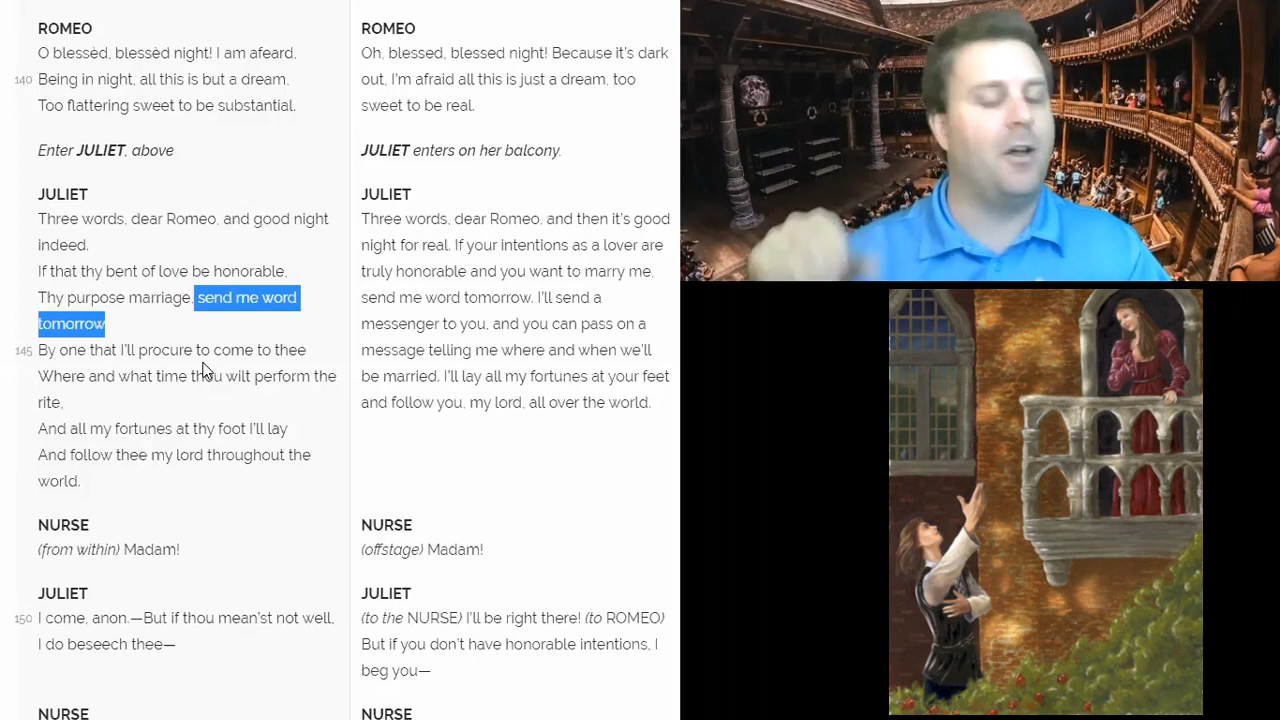 ROMEO
O blessèd, blessèd night! I am afeard,
140 Being in night, all this is but a dream,
Too flattering sweet to be substantial.
Enter JULIET, above
JULIET
Three words, dear Romeo, and good night
indeed.
If that thy bent of love be honorable,
Thy purpose marriage, send me word
tomorrow
145 By one that I'll procure to come to thee
Where and what time thou wilt perform the
rite,
And all my fortunes at thy foot I'll lay
And follow thee my lord throughout the
world.
NURSE
(from within) Madam!
JULIET
150 I come, anon.—But if thou mean'st not well,
I do beseech thee—
NURSE
ROMEO
Oh, blessed, blessed night! Because it's dark
out, I'm afraid all this is just a dream, too
sweet to be real.
JULIET enters on her balcony.
JULIET
Three words, dear Romeo, and then it's good
night for real. If your intentions as a lover are
truly honorable and you want to marry me,
send me word tomorrow. I'll send a
messenger to you, and you can pass on a
message telling me where and when we'll
be married. I'll lay all my fortunes at your feet
and follow you, my lord, all over the world.
NURSE
(offstage) Madam!
JULIET
(to the NURSE) I'll be right there! (to ROMEO)
But if you don't have honorable intentions, I
beg you—
NURSE